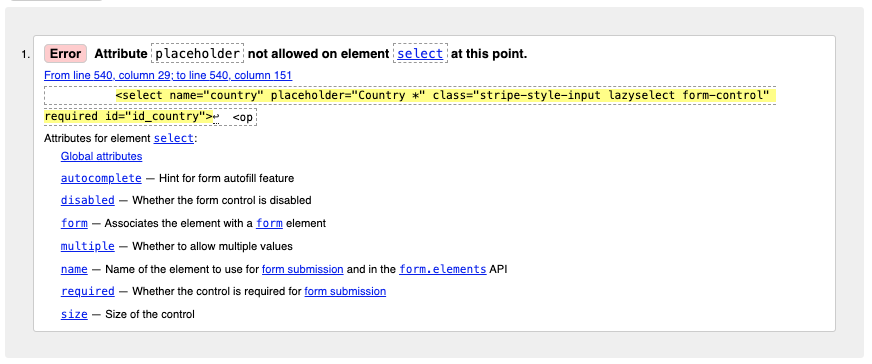 1. Error Attribute placeholder not allowed on element select at this point.
From line 540, column 29; to line 540, column 151
<select name="country" placeholder="Country *" class="stripe-style-input lazyselect form-control"
required id="id_country">↩ <op
Attributes for element select:
Global attributes
autocomplete — Hint for form autofill feature
disabled — Whether the form control is disabled
form — Associates the element with a form element
multiple — Whether to allow multiple values
name — Name of the element to use for form submission and in the form.elements API
required — Whether the control is required for form submission
size — Size of the control